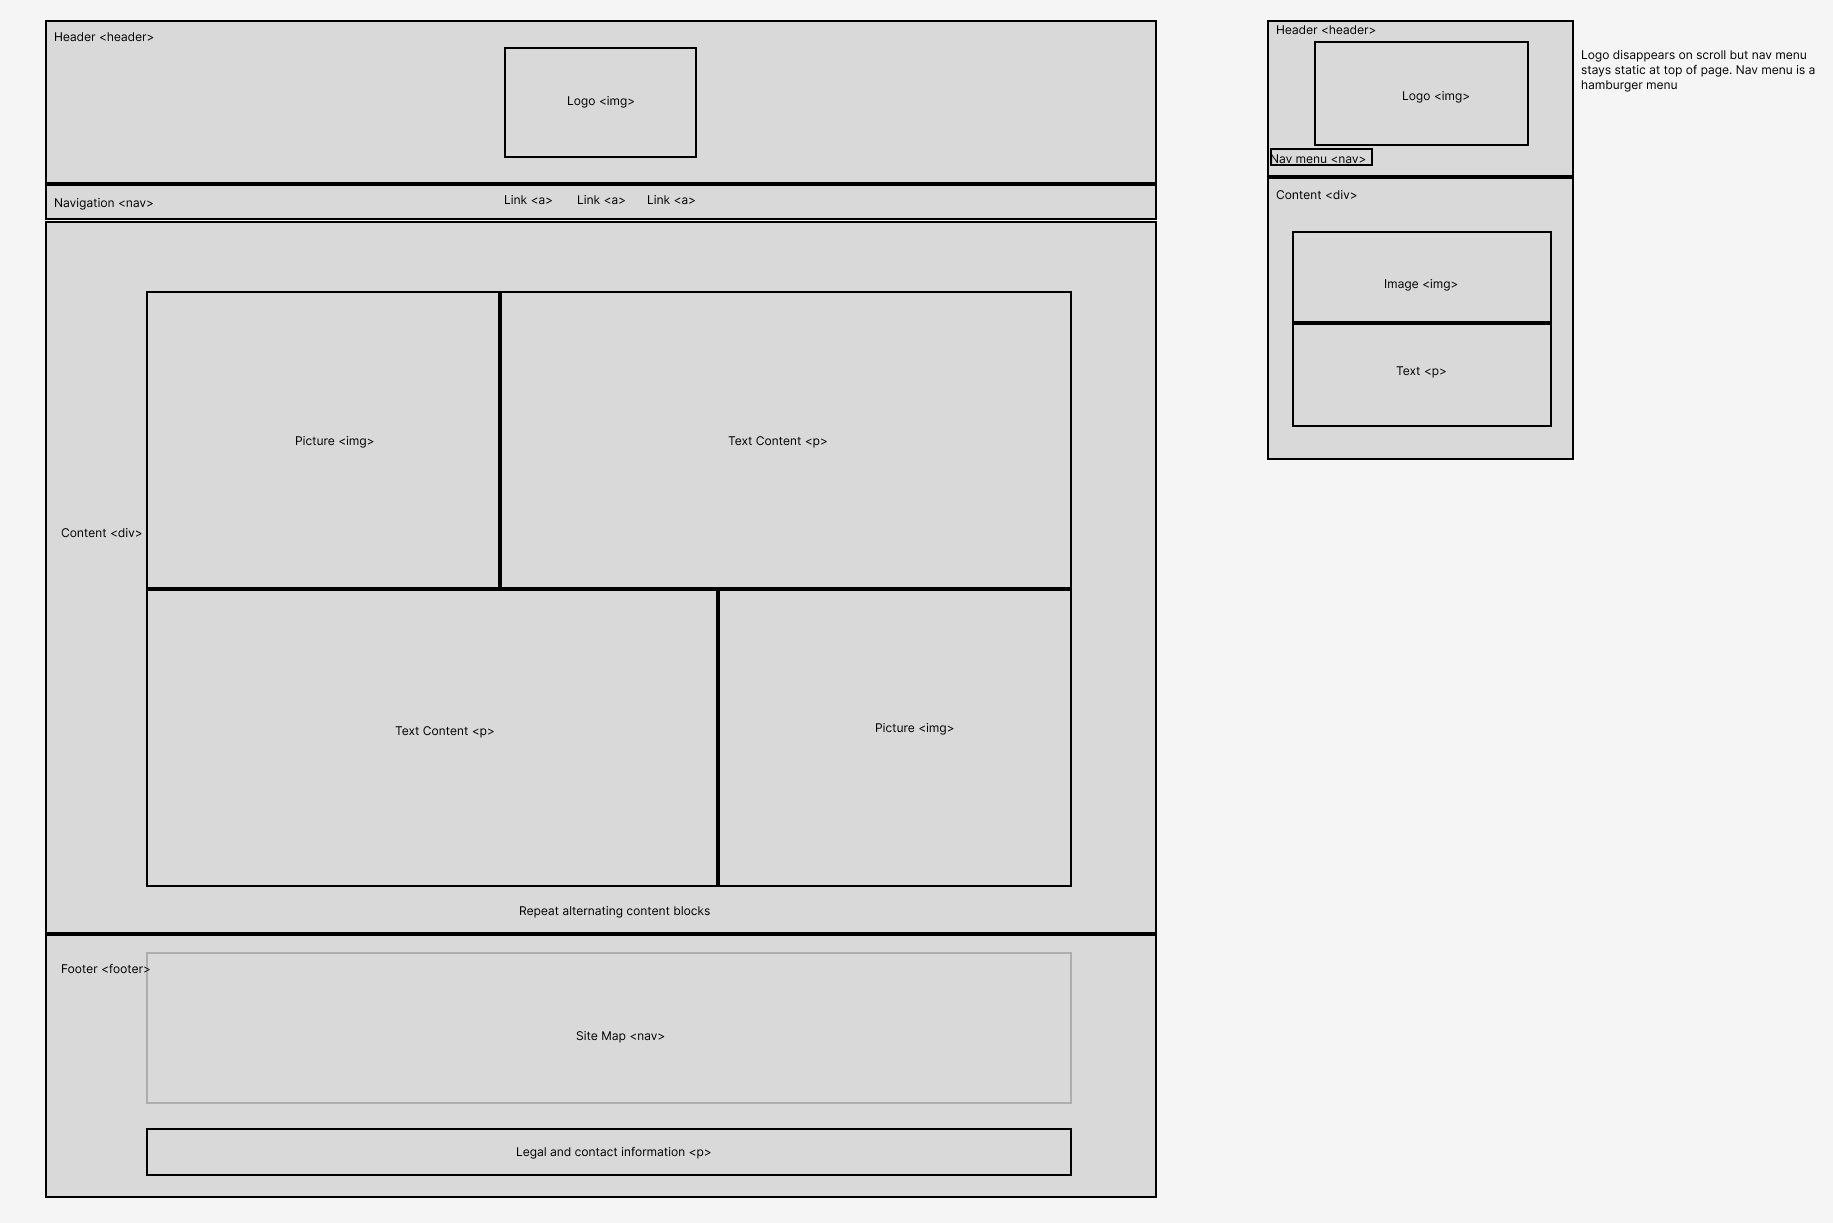 Header <header>
Logo <img>
Navigation <nav>
Link <a>
Link <a>
Link <a>
Picture <img>
Text Content <p>
Content <div>
Text Content <p>
Picture <img>
Repeat alternating content blocks
Footer <footer>
Site Map <nav>
Legal and contact information <p>
Header <header>
Logo <img>
Nav menu <nav>
Logo disappears on scroll but nav menu
stays static at top of page. Nav menu is a
hamburger menu
Content <div>
Image <img>
Text <p>